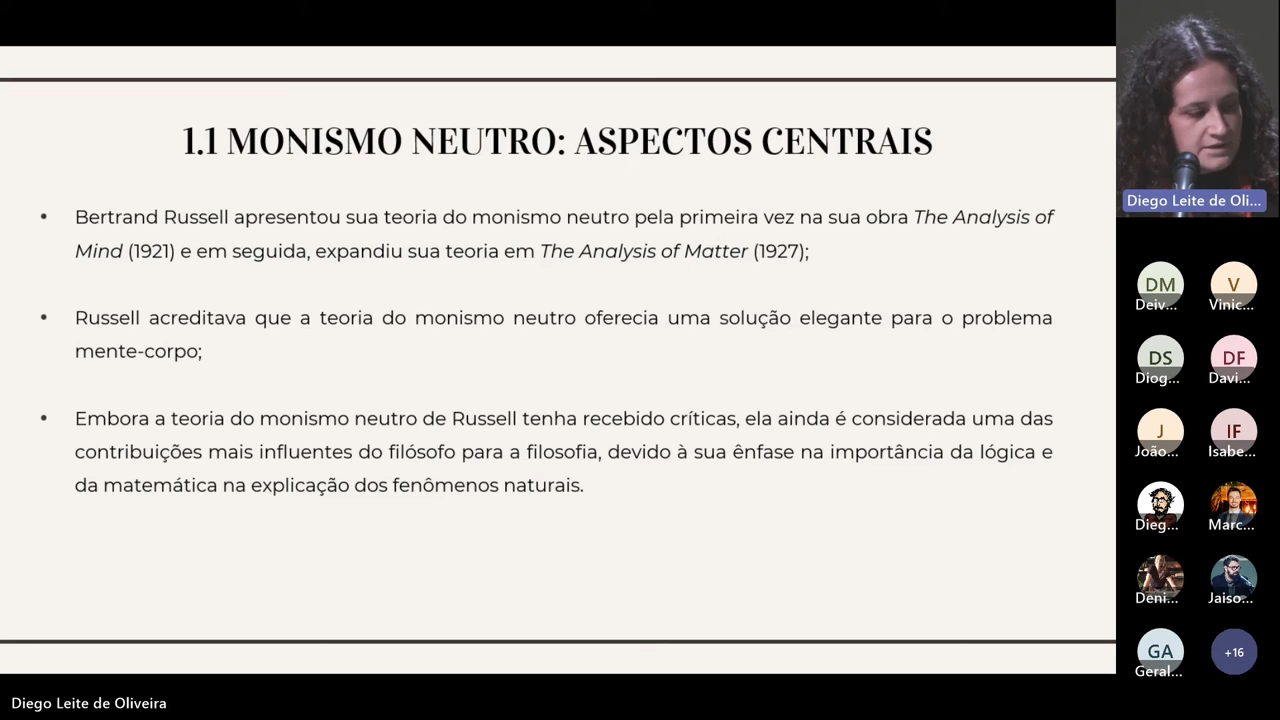 1.1 MONISMO NEUTRO: ASPECTOS CENTRAIS
• Bertrand Russell apresentou sua teoria do monismo neutro pela primeira vez na sua obra The Analysis of
Mind (1921) e em seguida, expandiu sua teoria em The Analysis of Matter (1927);
• Russell acreditava que a teoria do monismo neutro oferecia uma solução elegante para o problema
mente-corpo;
• Embora a teoria do monismo neutro de Russell tenha recebido críticas, ela ainda é considerada uma das
contribuições mais influentes do filósofo para a filosofia, devido à sua ênfase na importância da lógica e
da matemática na explicação dos fenômenos naturais.
Diego Leite de Oli...
DM
Deiv...
V
Vinic...
DS
Diog...
DF
Davi...
J
João...
IF
Isabe...
Dieg...
Marc...
Deni...
Jaiso...
GA
Geral...
+16
Diego Leite de Oliveira